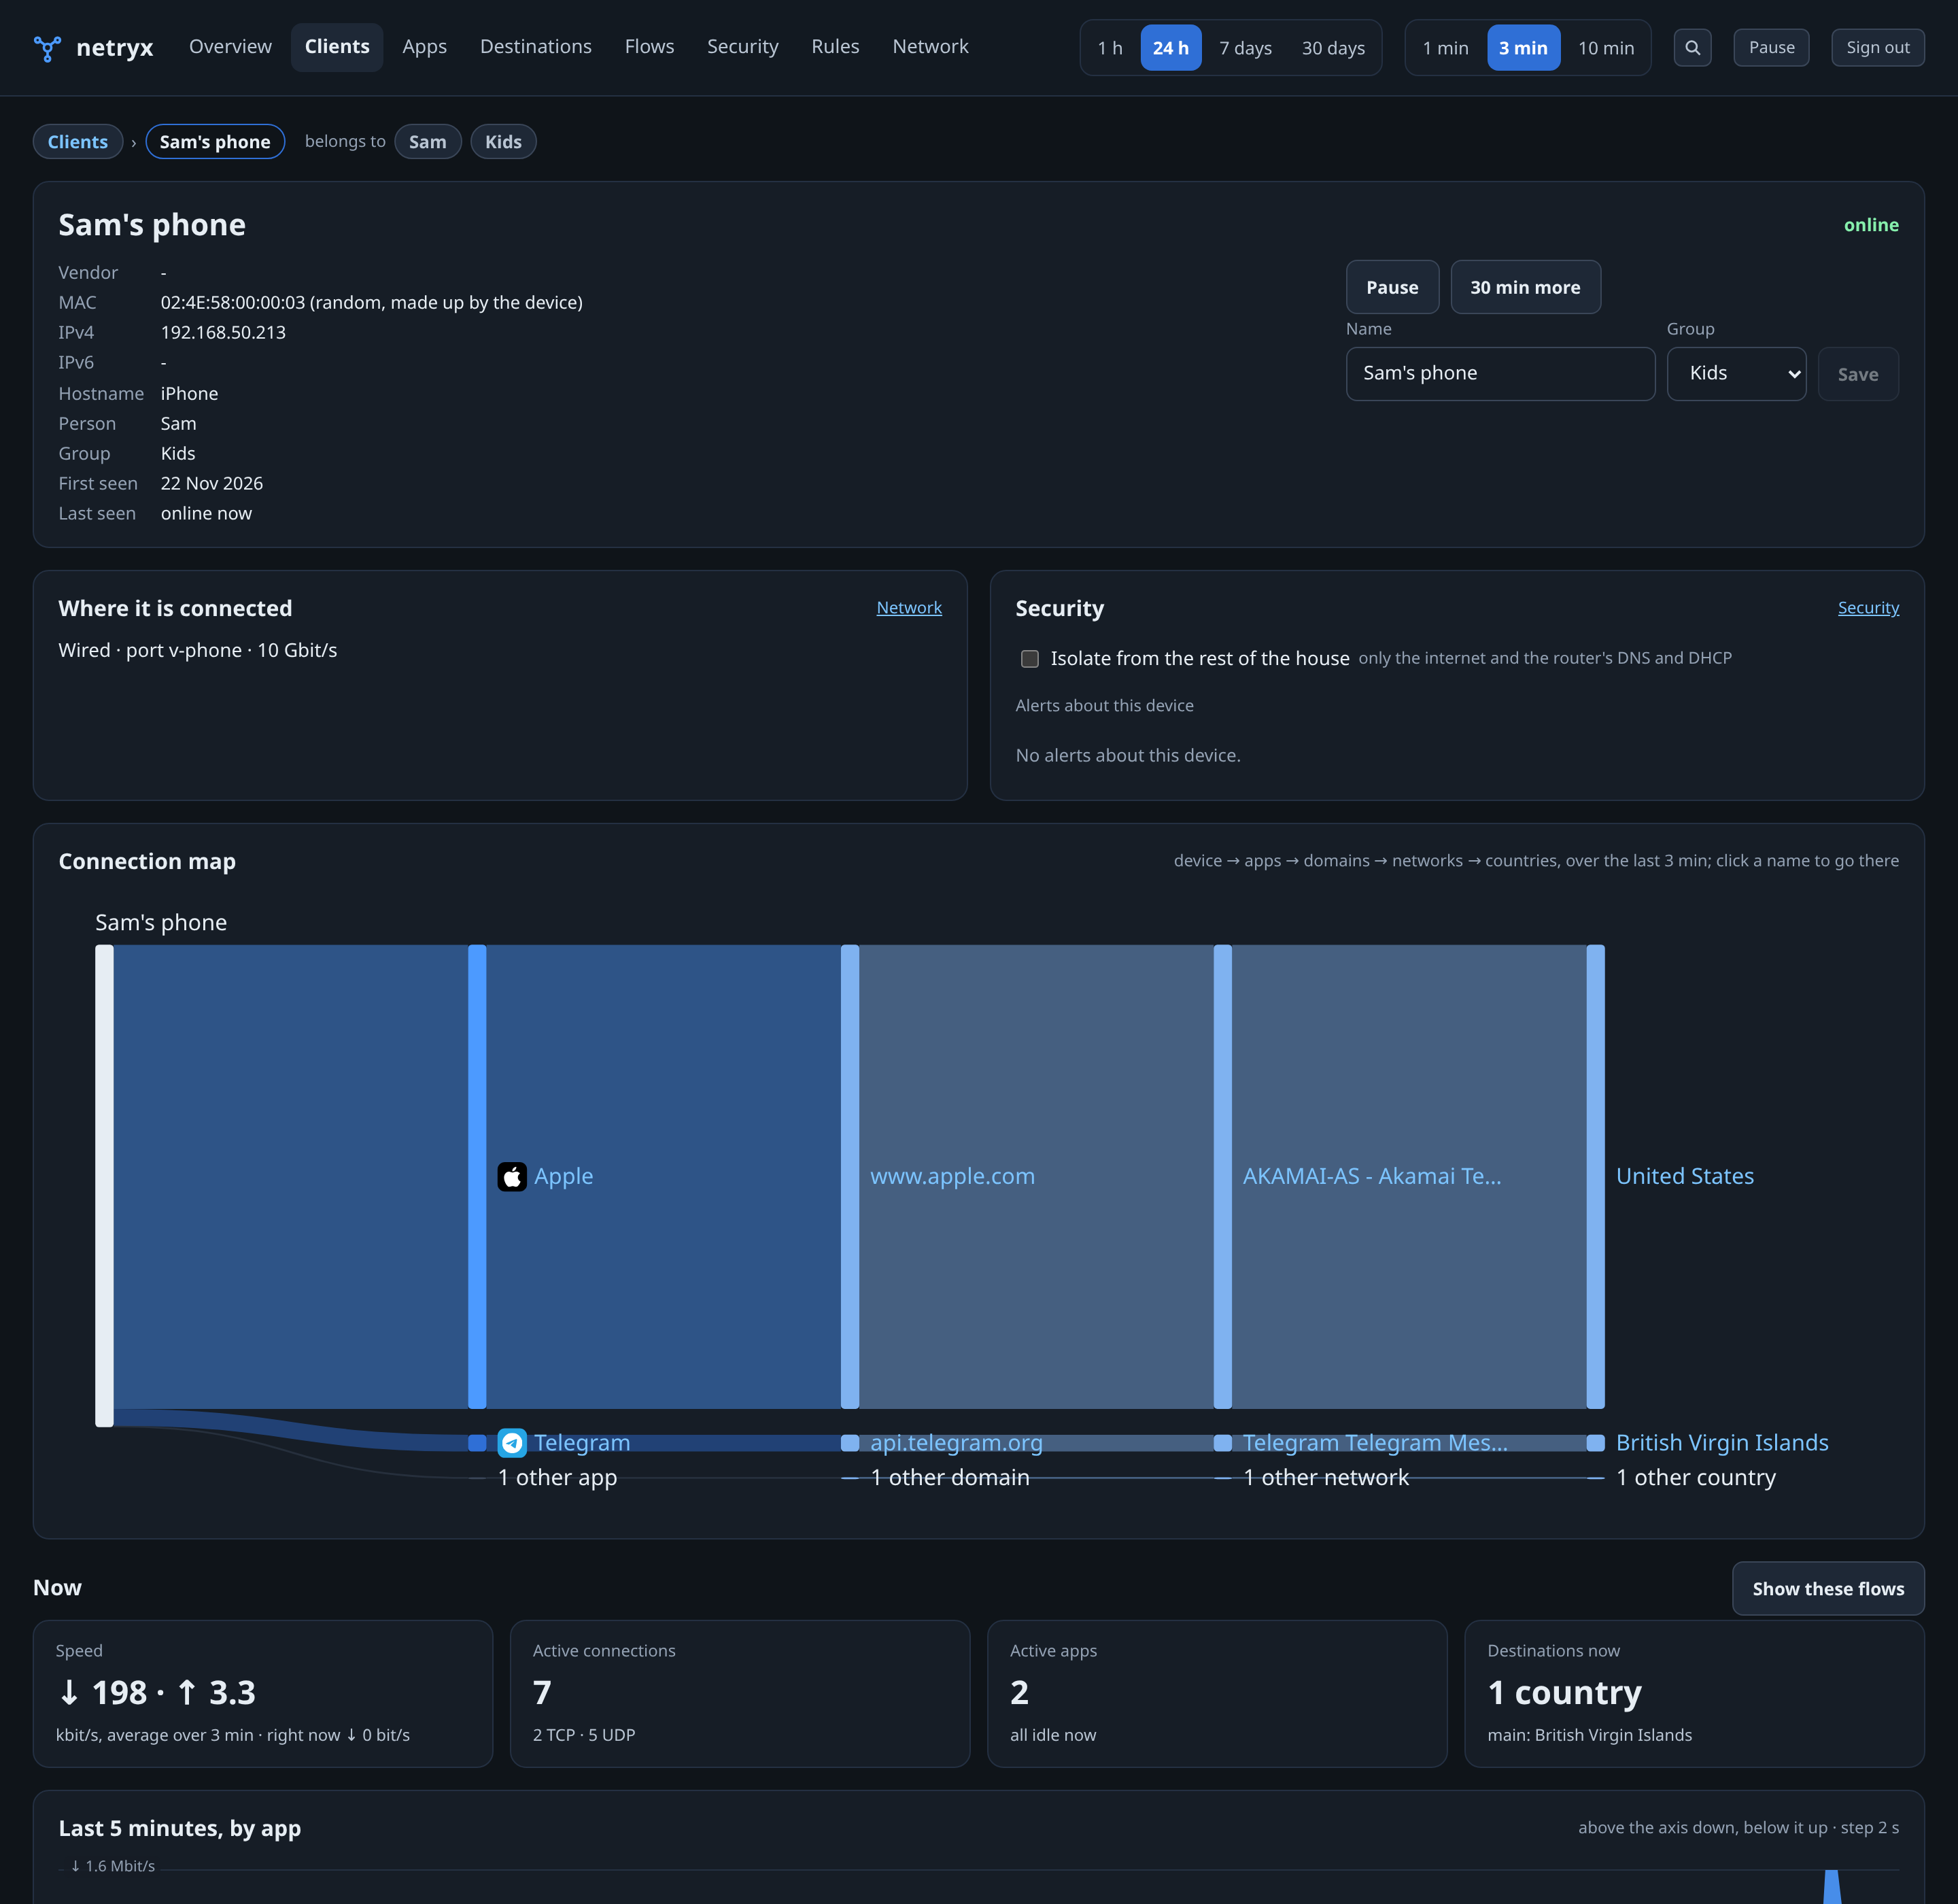 netryx Overview Clients Apps Destinations Flows Security Rules Network 1 h 24 h 7 days 30 days 1 min 3 min 10 min Pause Sign out
Clients › Sam's phone belongs to Sam Kids
Sam's phone
online
Vendor -
MAC 02:4E:58:00:00:03 (random, made up by the device)
IPv4 192.168.50.213
IPv6 -
Hostname iPhone
Person Sam
Group Kids
First seen 22 Nov 2026
Last seen online now
Pause 30 min more
Name Group
Sam's phone Kids Save
Where it is connected Network
Wired · port v-phone · 10 Gbit/s
Security Security
Isolate from the rest of the house only the internet and the router's DNS and DHCP
Alerts about this device
No alerts about this device.
Connection map device → apps → domains → networks → countries, over the last 3 min; click a name to go there
Sam's phone
Apple www.apple.com AKAMAI-AS - Akamai Te... United States
Telegram api.telegram.org Telegram Telegram Mes... British Virgin Islands
1 other app 1 other domain 1 other network 1 other country
Now Show these flows
Speed
↓ 198 · ↑ 3.3
kbit/s, average over 3 min · right now ↓ 0 bit/s
Active connections
7
2 TCP · 5 UDP
Active apps
2
all idle now
Destinations now
1 country
main: British Virgin Islands
Last 5 minutes, by app above the axis down, below it up · step 2 s
↓ 1.6 Mbit/s